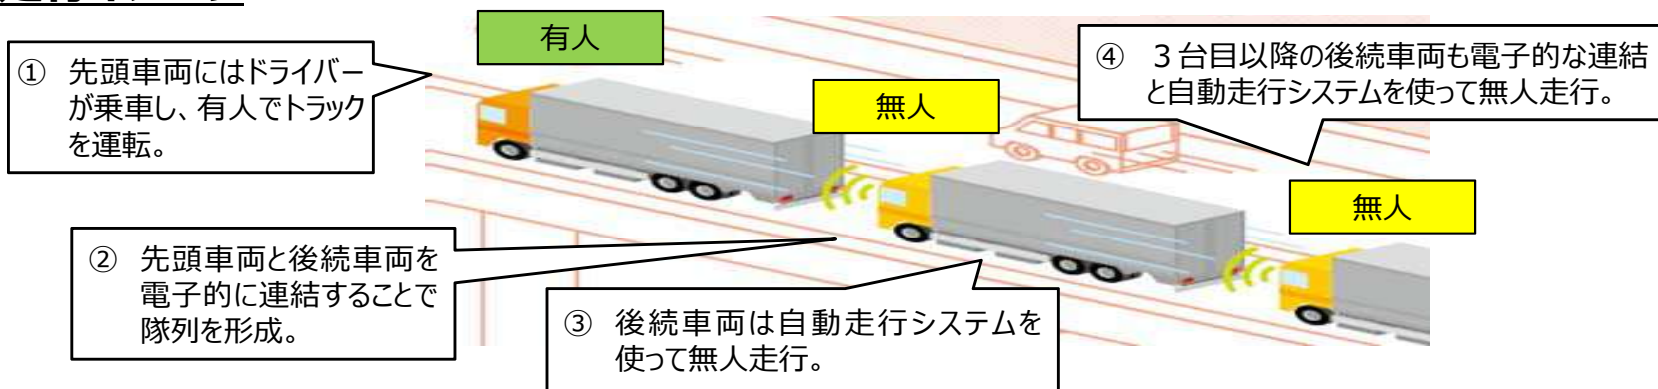 有人
① 先頭車両にはドライバー
が乗車し、有人でトラック
を運転。
無人
④ 3台目以降の後続車両も電子的な連結
と自動走行システムを使って無人走行。
無人
② 先頭車両と後続車両を
電子的に連結することで
隊列を形成。
③ 後続車両は自動走行システムを
使って無人走行。